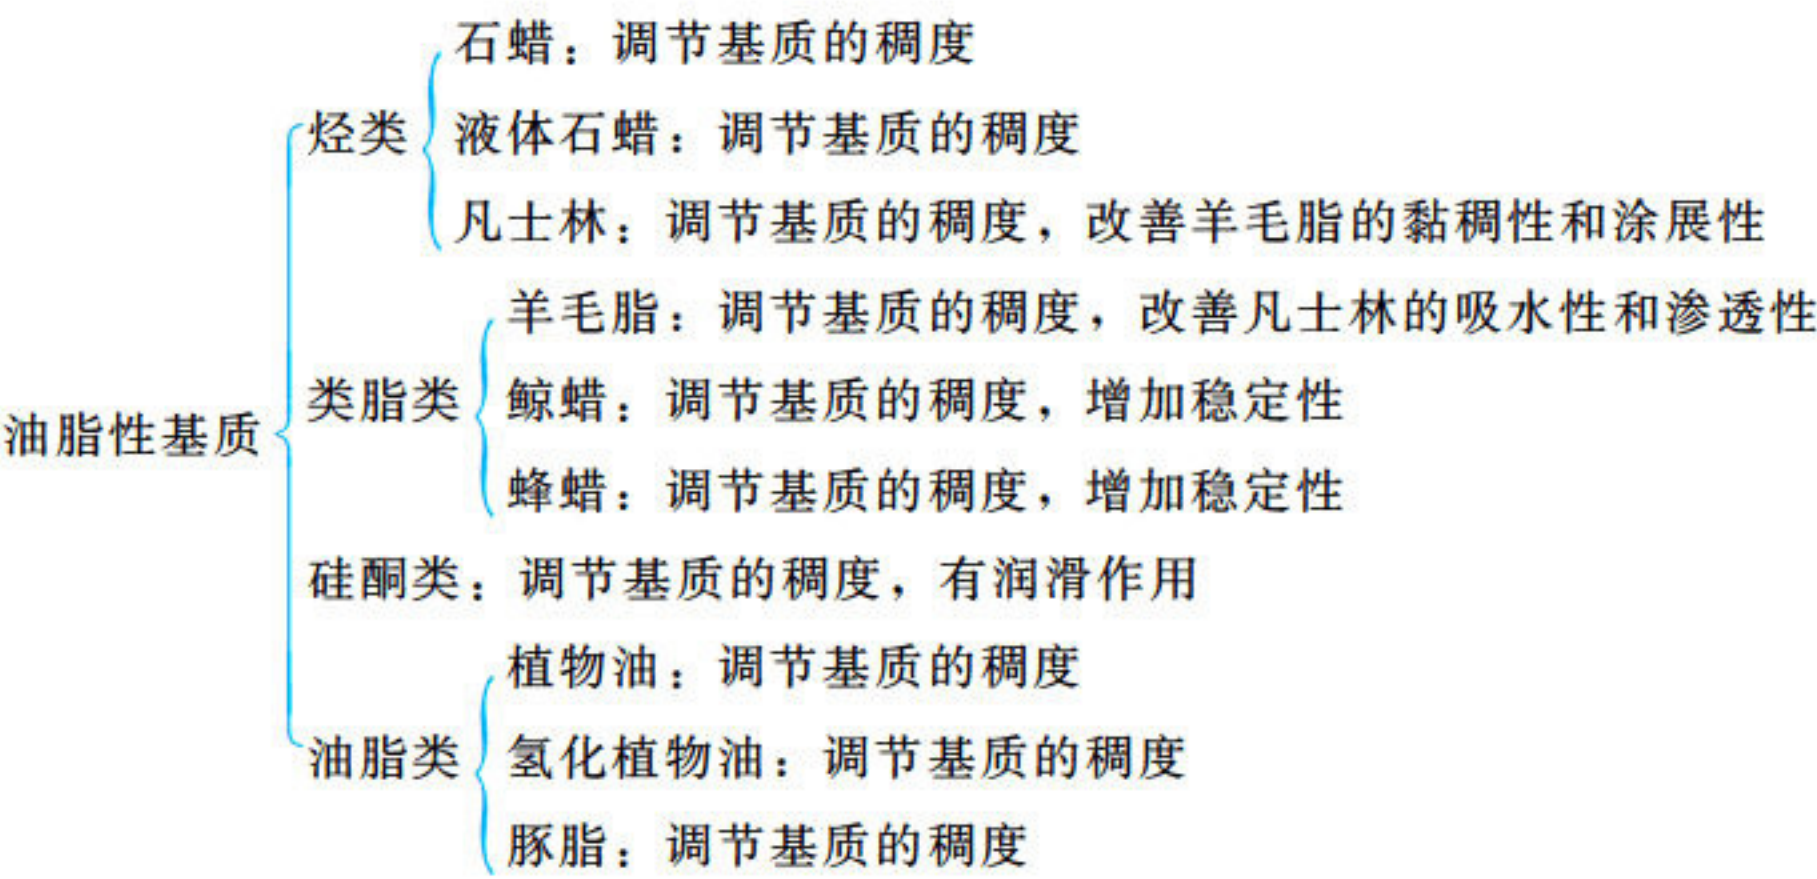 石蜡：调节基质的稠度
烃类
液体石蜡：调节基质的稠度
凡士林：调节基质的稠度，改善羊毛脂的黏稠性和涂展性
羊毛脂：调节基质的稠度，改善凡士林的吸水性和渗透性
类脂类
鲸蜡：调节基质的稠度，增加稳定性
油脂性基质
蜂蜡：调节基质的稠度，增加稳定性
硅酮类：调节基质的稠度，有润滑作用
植物油：调节基质的稠度
油脂类
氢化植物油：调节基质的稠度
豚脂：调节基质的稠度